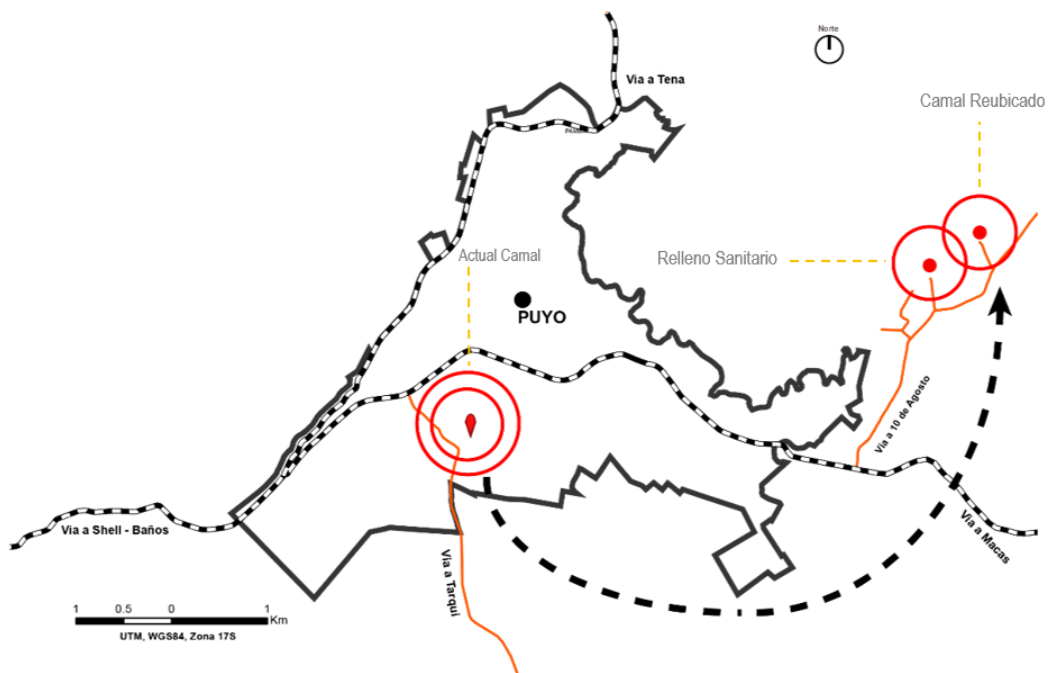 Norte
Via a Tena
Camal Reubicado
Actual Camal
Relleno Sanitario
PUYO
Via a 10 de Agosto
Via a Shell - Baños
Via a Macas
Via a Tarqui
1 0.5 0 1
Km
UTM, WGS84, Zona 17S